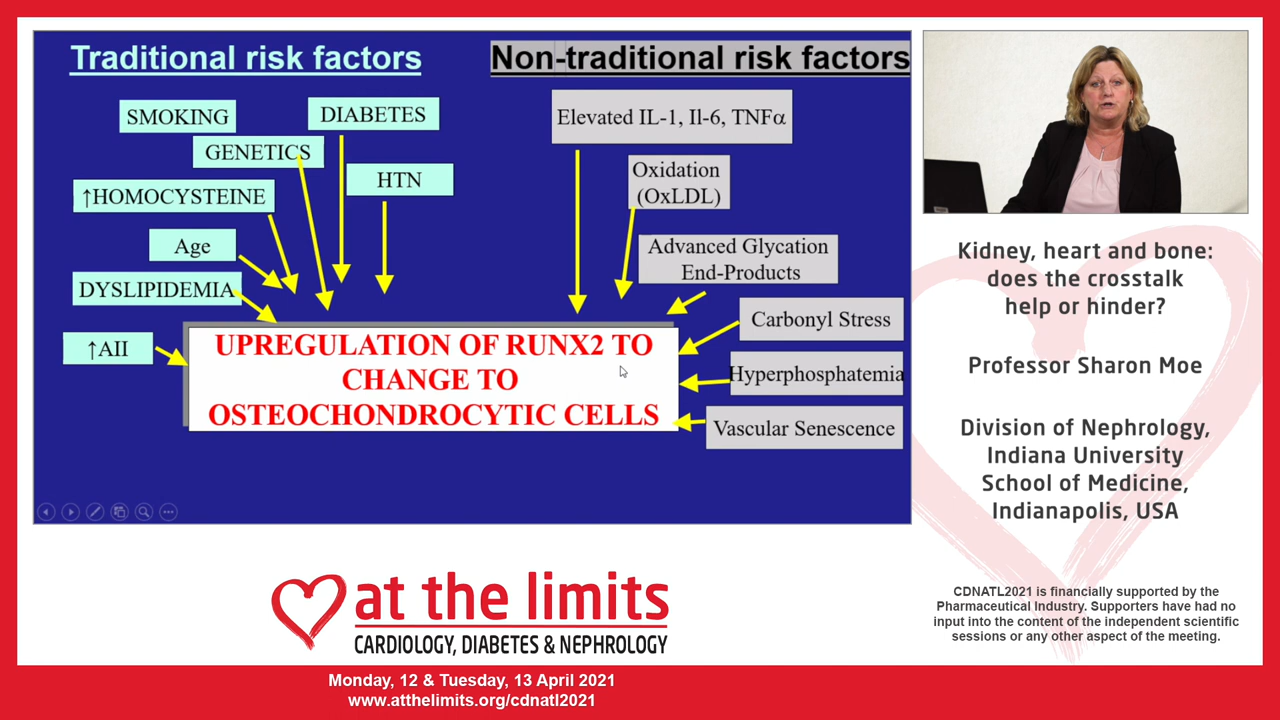 Traditional risk factors
SMOKING
DIABETES
GENETICS
HTN
↑HOMOCYSTEINE
Age
DYSLIPIDEMIA
↑AII
Non-traditional risk factors
Elevated IL-1, Il-6, TNFα
Oxidation
(OxLDL)
Advanced Glycation
End-Products
Carbonyl Stress
Hyperphosphatemia
Vascular Senescence
UPREGULATION OF RUNX2 TO
CHANGE TO
OSTEOCHONDROCYTIC CELLS
Kidney, heart and bone:
does the crosstalk
help or hinder?
Professor Sharon Moe
Division of Nephrology,
Indiana University
School of Medicine,
Indianapolis, USA
CDNATL2021 is financially supported by the
Pharmaceutical Industry. Supporters have had no
input into the content of the independent scientific
sessions or any other aspect of the meeting.
at the limits
CARDIOLOGY, DIABETES & NEPHROLOGY
Monday, 12 & Tuesday, 13 April 2021
www.atthelimits.org/cdnatl2021